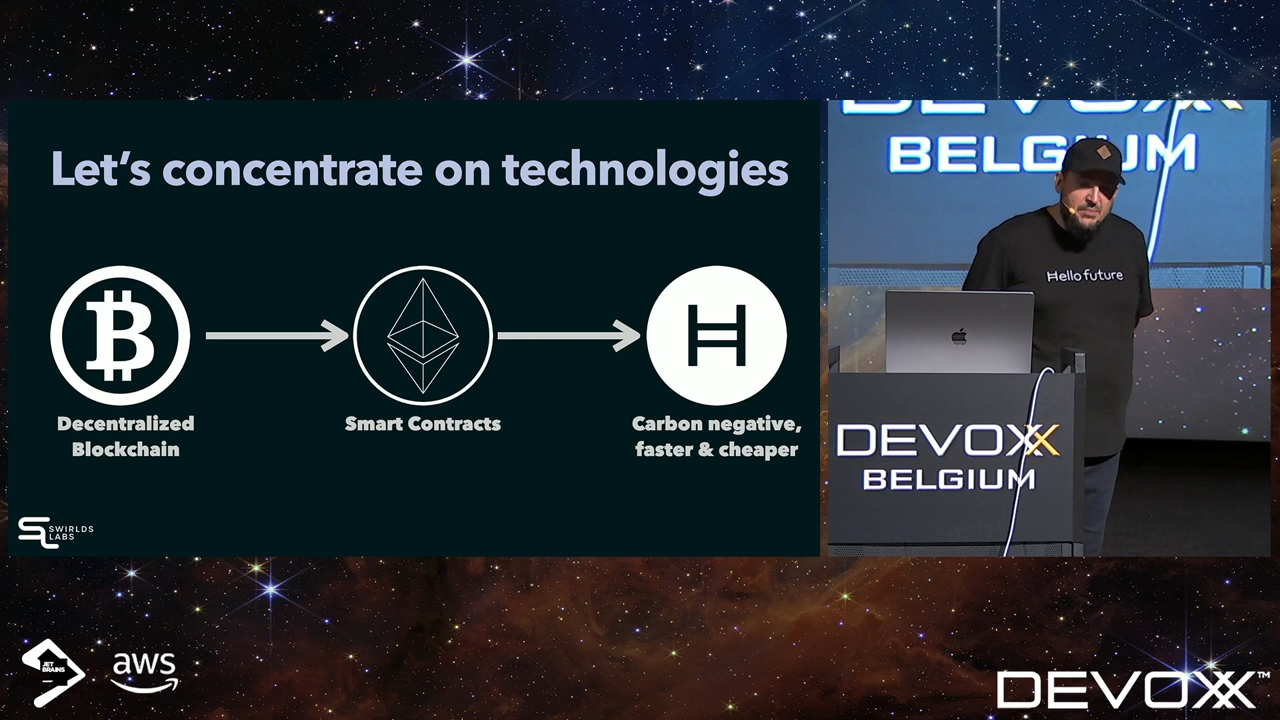 Let's concentrate on technologies
Decentralized
Blockchain
Smart Contracts
Carbon negative,
faster & cheaper
SWIRLDS
LABS
DEVOXX
BELGIUM
Hello future
DEVOXX
BELGIUM
JET
BRAINS
aws
DEVOXX™